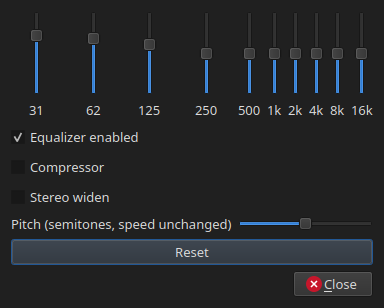 31 62 125 250 500 1k 2k 4k 8k 16k
Equalizer enabled
Compressor
Stereo widen
Pitch (semitones, speed unchanged)
Reset
Close